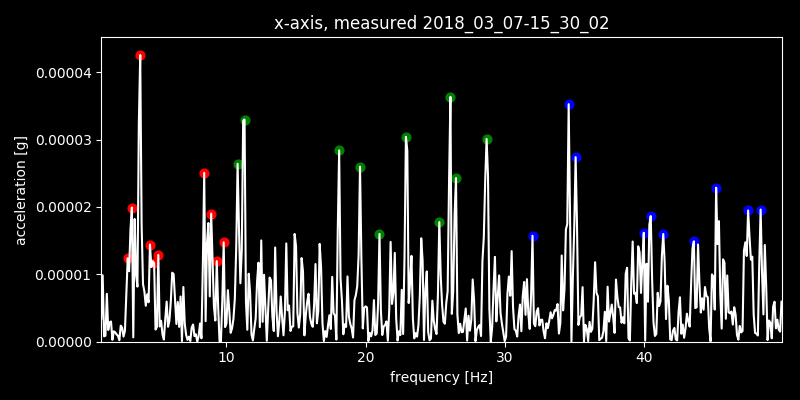 x-axis, measured 2018_03_07-15_30_02
0.00004
0.00003
0.00002
0.00001
0.00000
acceleration [g]
10 20 30 40
frequency [Hz]